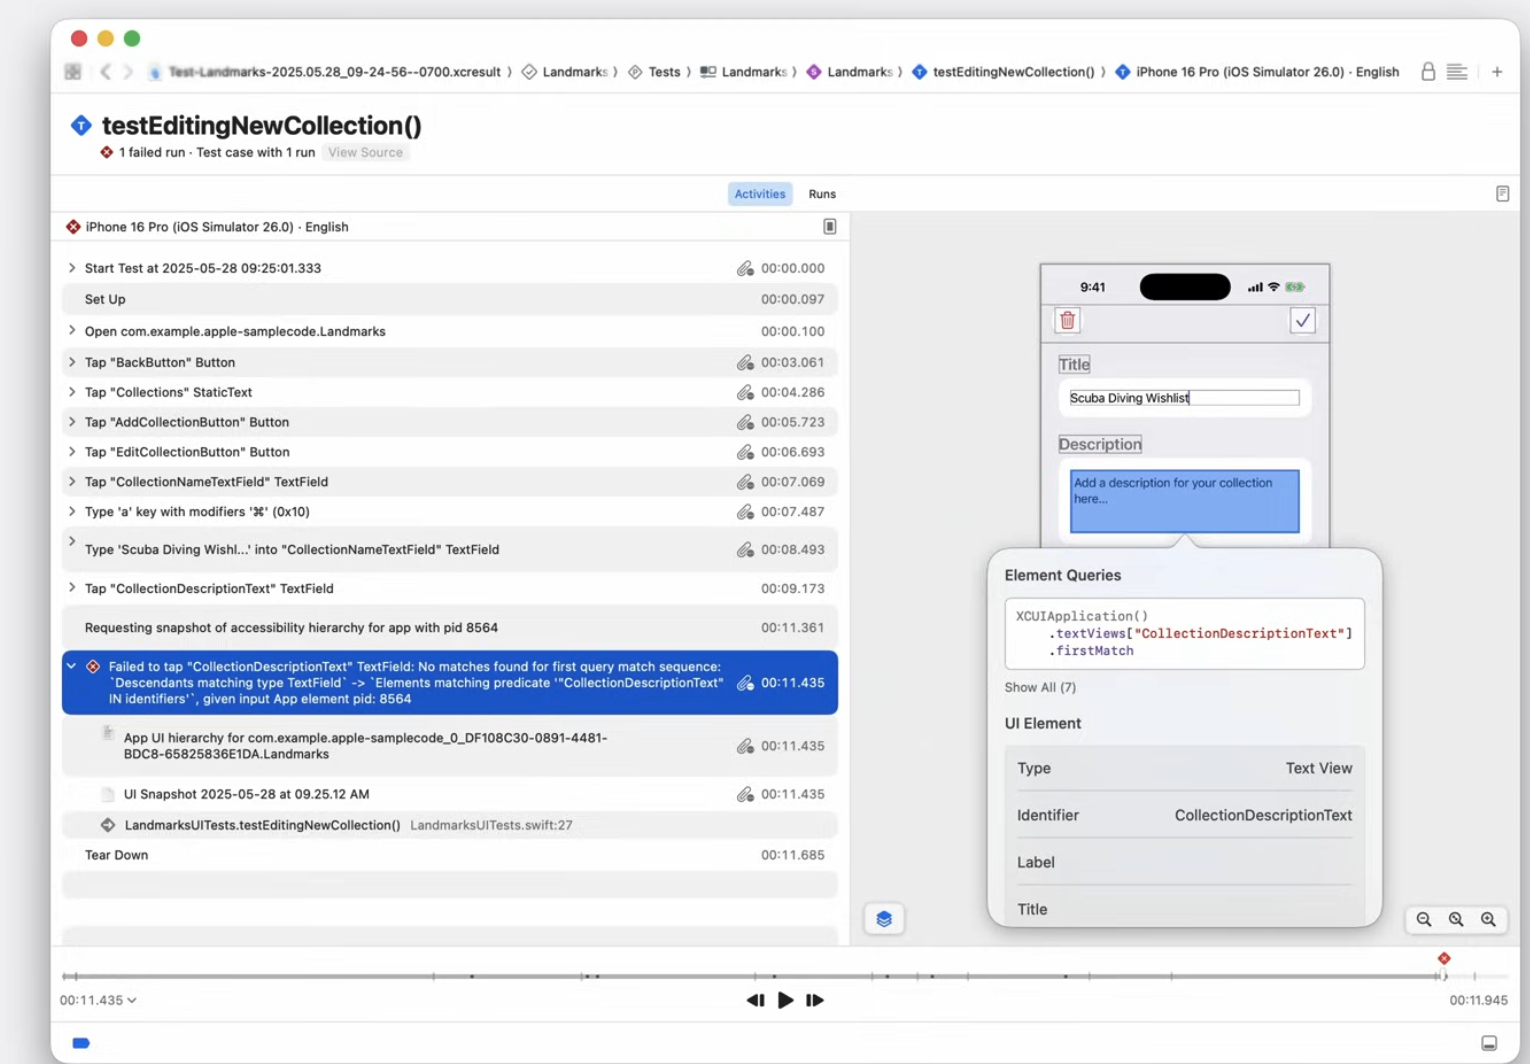 Test-Landmarks-2025.05.28_09-24-56--0700.xcresult
Landmarks
Tests
Landmarks
Landmarks
testEditingNewCollection()
iPhone 16 Pro (iOS Simulator 26.0) · English
testEditingNewCollection()
1 failed run · Test case with 1 run
View Source
Activities
Runs
iPhone 16 Pro (iOS Simulator 26.0) · English
Start Test at 2025-05-28 09:25:01.333 00:00.000
Set Up 00:00.097
Open com.example.apple-samplecode.Landmarks 00:00.100
Tap "BackButton" Button 00:03.061
Tap "Collections" StaticText 00:04.286
Tap "AddCollectionButton" Button 00:05.723
Tap "EditCollectionButton" Button 00:06.693
Tap "CollectionNameTextField" TextField 00:07.069
Type 'a' key with modifiers '⌘' (0x10) 00:07.487
Type 'Scuba Diving Wishl...' into "CollectionNameTextField" TextField 00:08.493
Tap "CollectionDescriptionText" TextField 00:09.173
Requesting snapshot of accessibility hierarchy for app with pid 8564 00:11.361
Failed to tap "CollectionDescriptionText" TextField: No matches found for first query match sequence:
`Descendants matching type TextField` -> `Elements matching predicate '"CollectionDescriptionText" 00:11.435
IN identifiers'`, given input App element pid: 8564
App UI hierarchy for com.example.apple-samplecode_0_DF108C30-0891-4481-
BDC8-65825836E1DA.Landmarks 00:11.435
UI Snapshot 2025-05-28 at 09.25.12 AM 00:11.435
LandmarksUITests.testEditingNewCollection() LandmarksUITests.swift:27
Tear Down 00:11.685
9:41
Title
Scuba Diving Wishlist
Description
Add a description for your collection
here...
Element Queries
XCUIApplication()
.textViews["CollectionDescriptionText"]
.firstMatch
Show All (7)
UI Element
Type Text View
Identifier CollectionDescriptionText
Label
Title
00:11.435
00:11.945